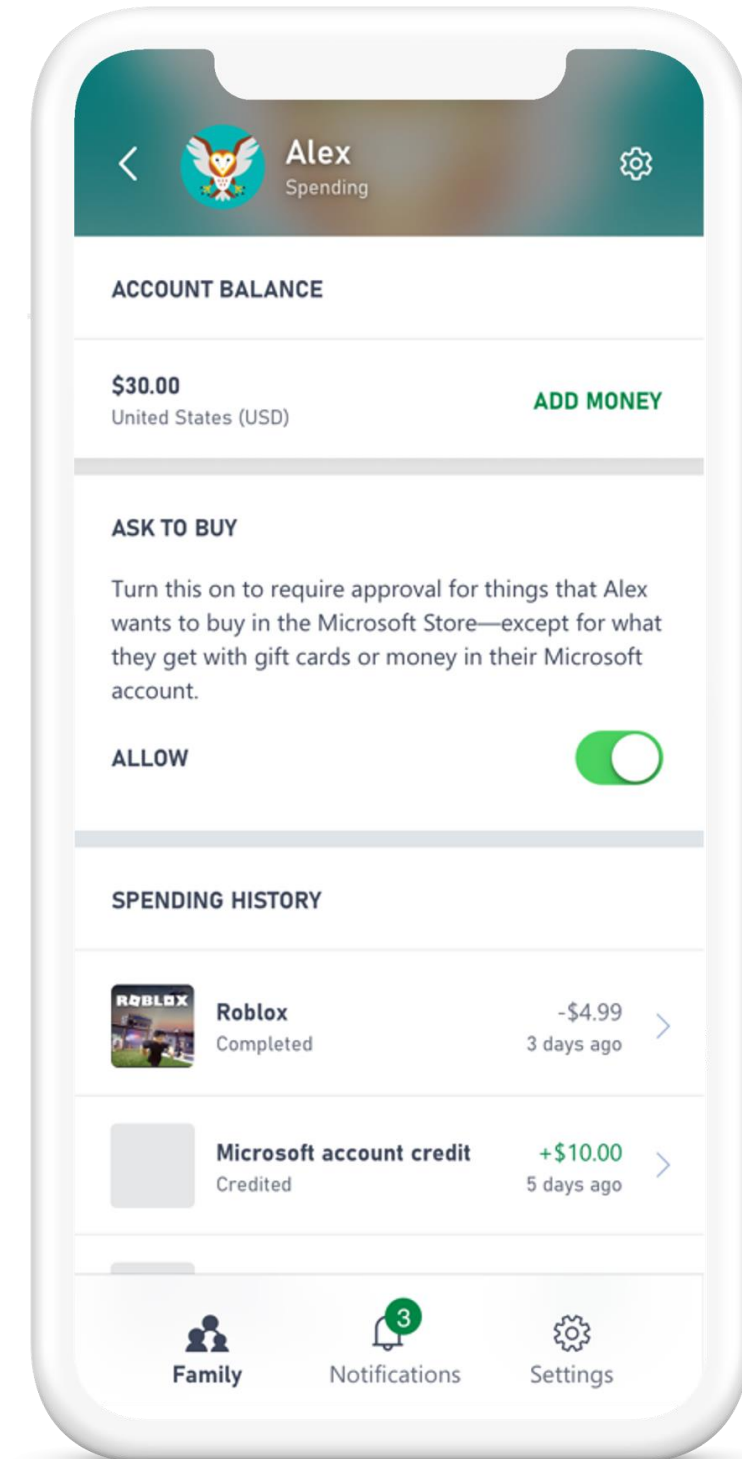 Alex
Spending
ACCOUNT BALANCE
$30.00
United States (USD)
ADD MONEY
ASK TO BUY
Turn this on to require approval for things that Alex
wants to buy in the Microsoft Store—except for what
they get with gift cards or money in their Microsoft
account.
ALLOW
SPENDING HISTORY
ROBLOX
Roblox
-$4.99
Completed
3 days ago
Microsoft account credit
+$10.00
Credited
5 days ago
3
Family
Notifications
Settings